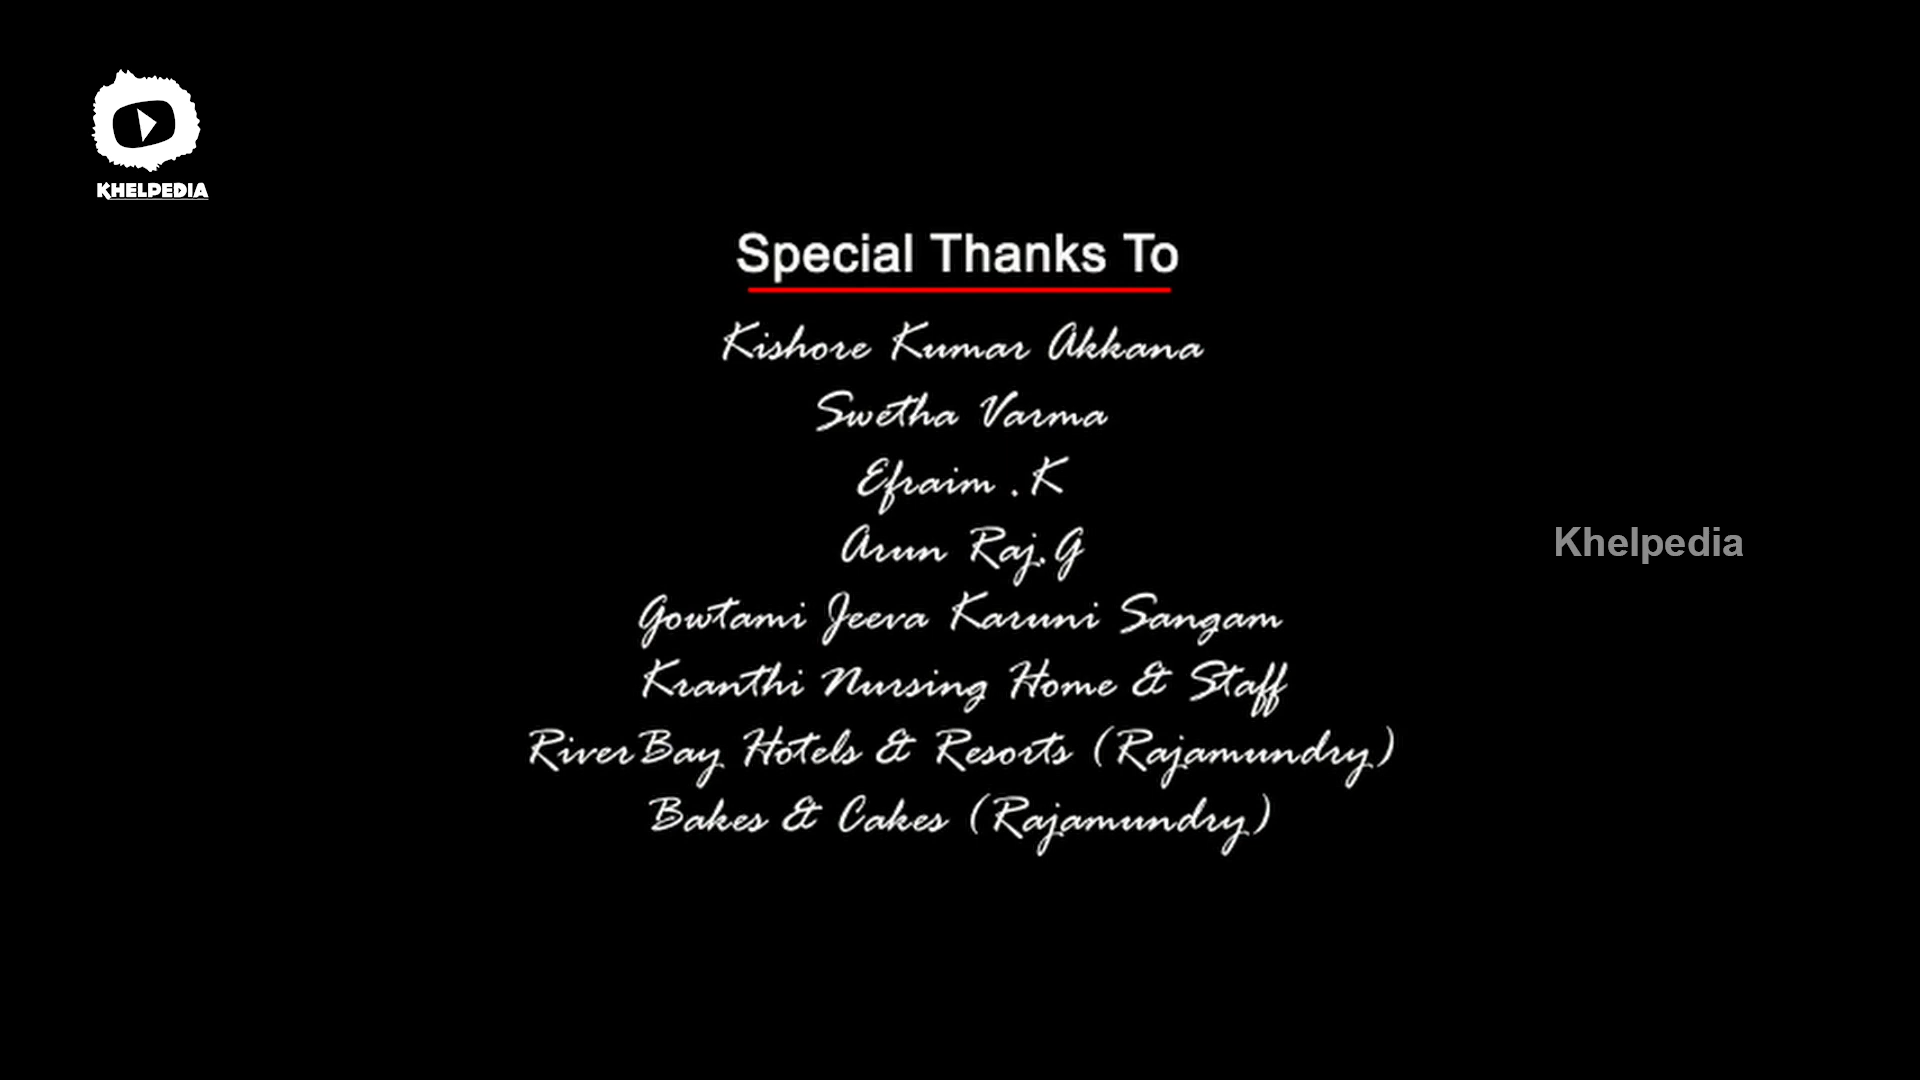 KHELPEDIA
Special Thanks To
Kishore Kumar Akkana
Swetha Varma
Efraim .K
Arun Raj.G
Gowtami Jeeva Karuni Sangam
Kranthi Nursing Home & Staff
RiverBay Hotels & Resorts (Rajamundry)
Bakes & Cakes (Rajamundry)
Khelpedia